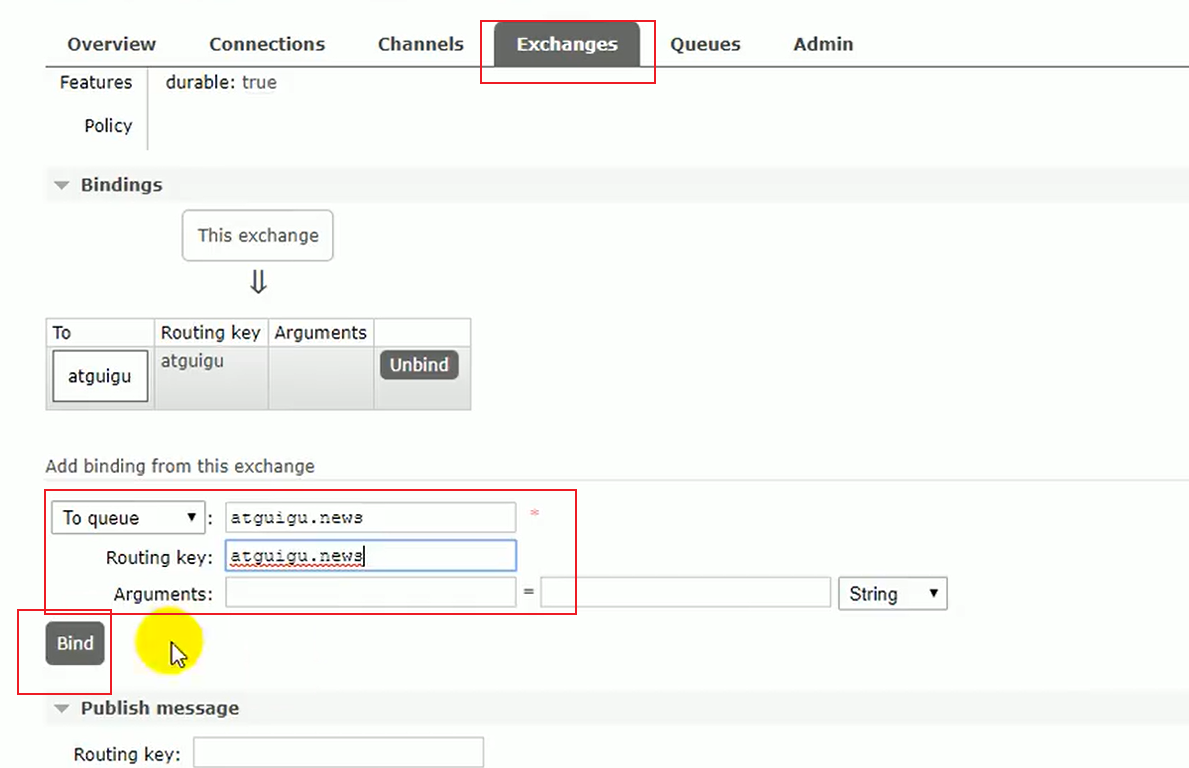 Overview Connections Channels Exchanges Queues Admin
Features durable: true
Policy
Bindings
This exchange
⇓
To Routing key Arguments
atguigu atguigu Unbind
Add binding from this exchange
To queue : atguigu.news *
Routing key: atguigu.news
Arguments: = String
Bind
Publish message
Routing key: